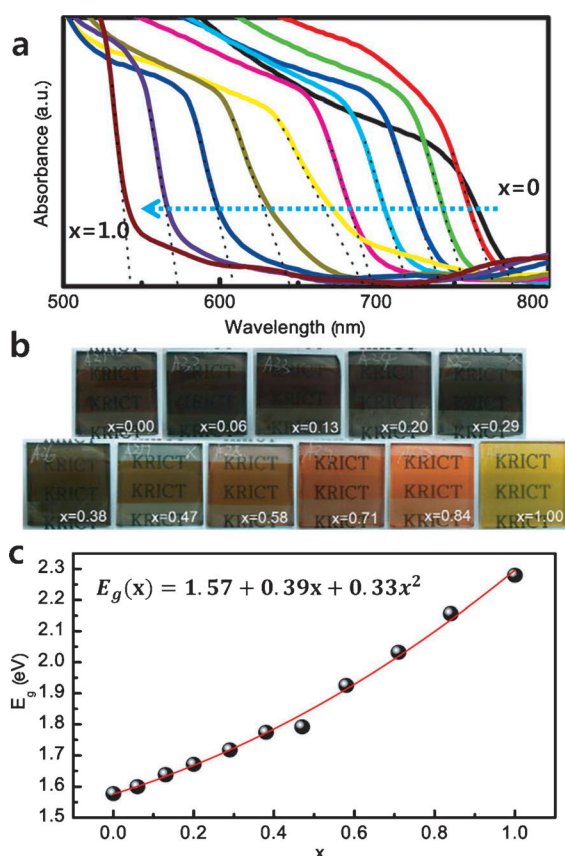 a
Absorbance (a.u.)
x=1.0
x=0
500 600 700 800
Wavelength (nm)
b
KRICT KRICT KRICT KRICT KRICT
x=0.00 x=0.06 x=0.13 x=0.20 x=0.29
KRICT KRICT KRICT KRICT KRICT KRICT
x=0.38 x=0.47 x=0.58 x=0.71 x=0.84 x=1.00
c
E_g(x) = 1.57 + 0.39x + 0.33x²
2.3
2.2
2.1
2.0
1.9
1.8
1.7
1.6
1.5
E_g (eV)
0.0 0.2 0.4 0.6 0.8 1.0
x